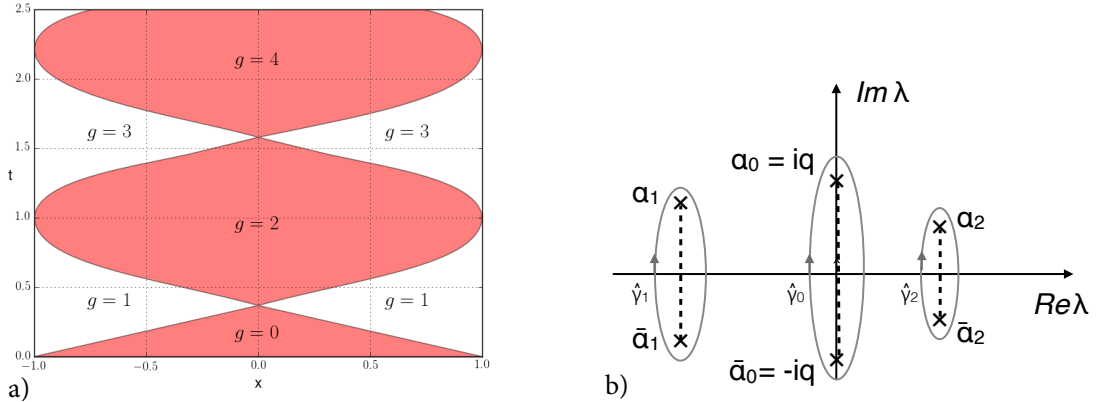 2.5
g = 4
2.0
g = 3
g = 3
1.5
t
g = 2
1.0
0.5
g = 1
g = 1
g = 0
0.0
−1.0
−0.5
0.0
0.5
1.0
x
a)
Im λ
α₀ = iq
α₁
α₂
γ̂₁
γ̂₀
γ̂₂
Re λ
ᾱ₁
ᾱ₂
ᾱ₀= -iq
b)